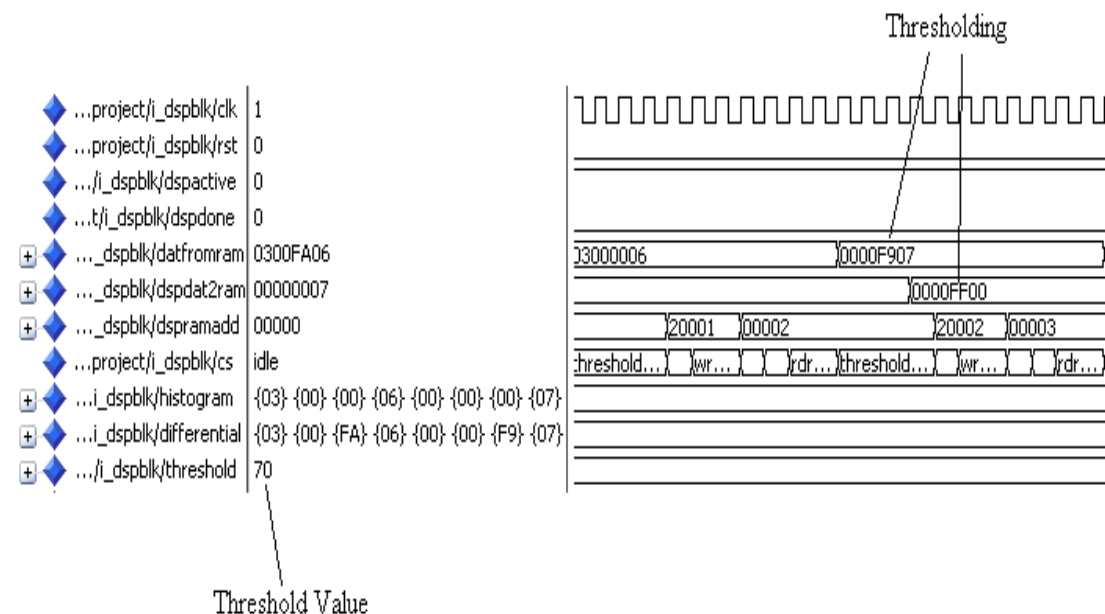 Thresholding
...project/i_dspblk/clk 1
...project/i_dspblk/rst 0
.../i_dspblk/dspactive 0
...t/i_dspblk/dspdone 0
..._dspblk/datfromram 0300FA06 03000006 0000F907
..._dspblk/dspdat2ram 00000007 0000FF00
..._dspblk/dspramadd 00000 20001 00002 20002 00003
...project/i_dspblk/cs idle threshold... wr... rdr... threshold... wr... rdr...
...i_dspblk/histogram {03} {00} {00} {06} {00} {00} {00} {07}
...i_dspblk/differential {03} {00} {FA} {06} {00} {00} {F9} {07}
.../i_dspblk/threshold 70
Threshold Value